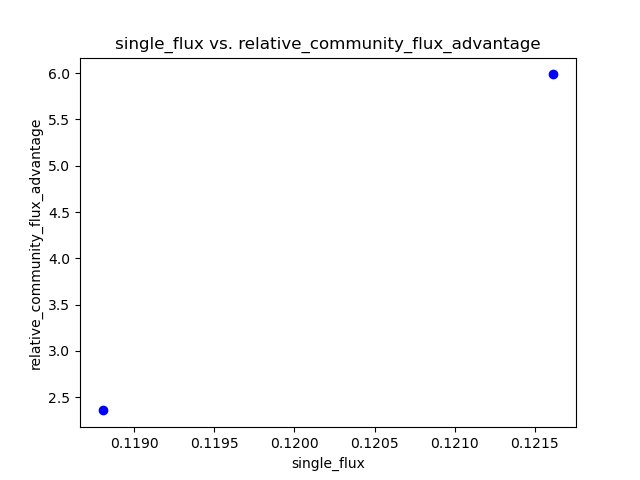 single_flux vs. relative_community_flux_advantage
6.0
5.5
5.0
4.5
4.0
3.5
3.0
2.5
relative_community_flux_advantage
0.1190 0.1195 0.1200 0.1205 0.1210 0.1215
single_flux